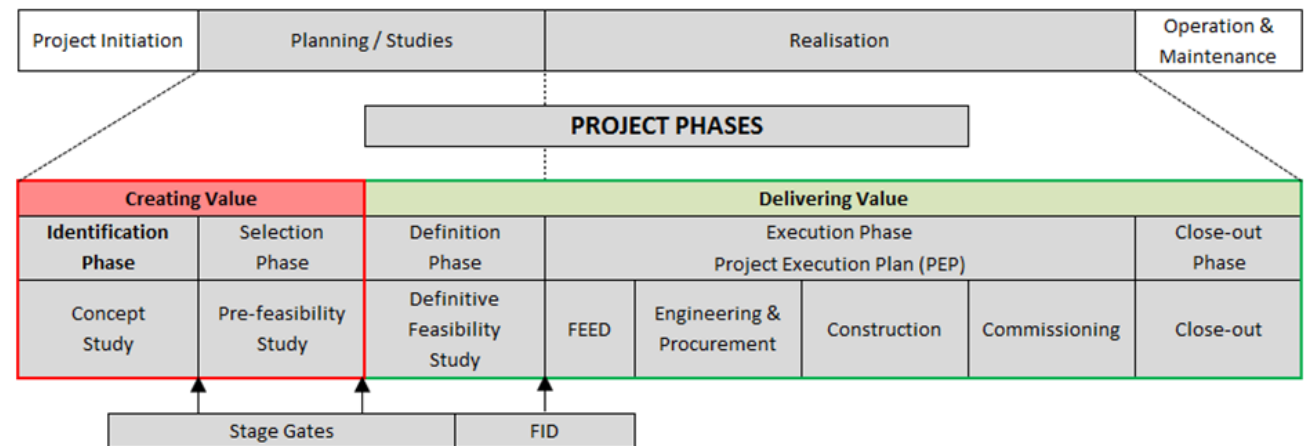 Project Initiation
Planning / Studies
Realisation
Operation &
Maintenance
PROJECT PHASES
Creating Value
Delivering Value
Identification
Phase
Selection
Phase
Definition
Phase
Execution Phase
Project Execution Plan (PEP)
Close-out
Phase
Concept
Study
Pre-feasibility
Study
Definitive
Feasibility
Study
FEED
Engineering &
Procurement
Construction
Commissioning
Close-out
Stage Gates
FID